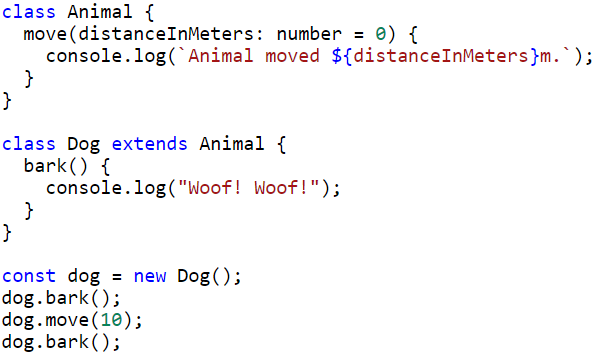 class Animal {
  move(distanceInMeters: number = 0) {
    console.log(`Animal moved ${distanceInMeters}m.`);
  }
}

class Dog extends Animal {
  bark() {
    console.log("Woof! Woof!");
  }
}

const dog = new Dog();
dog.bark();
dog.move(10);
dog.bark();